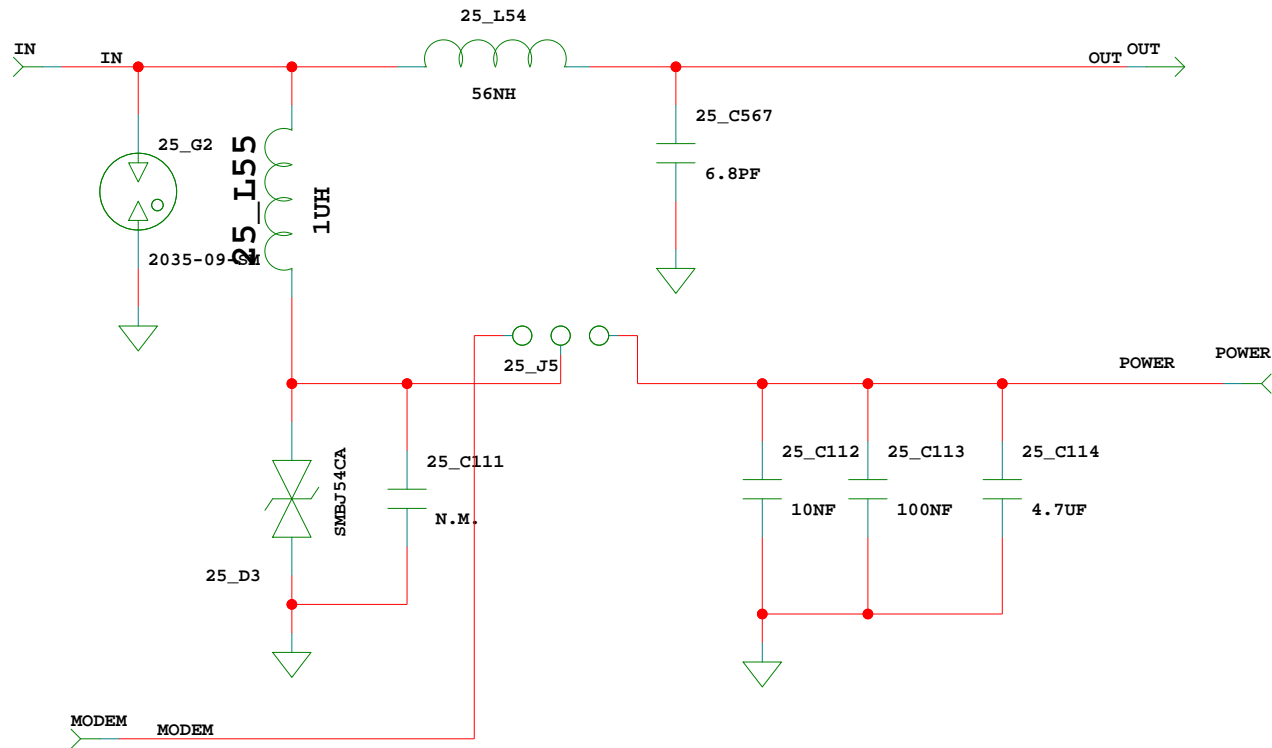 25_L54
IN
IN
OUT
OUT
56NH
25_C567
6.8PF
25_G2
25_L55
1UH
2035-09-SM
25_J5
POWER
POWER
25_C111
N.M.
SMBJ54CA
25_D3
25_C112
10NF
25_C113
100NF
25_C114
4.7UF
MODEM
MODEM